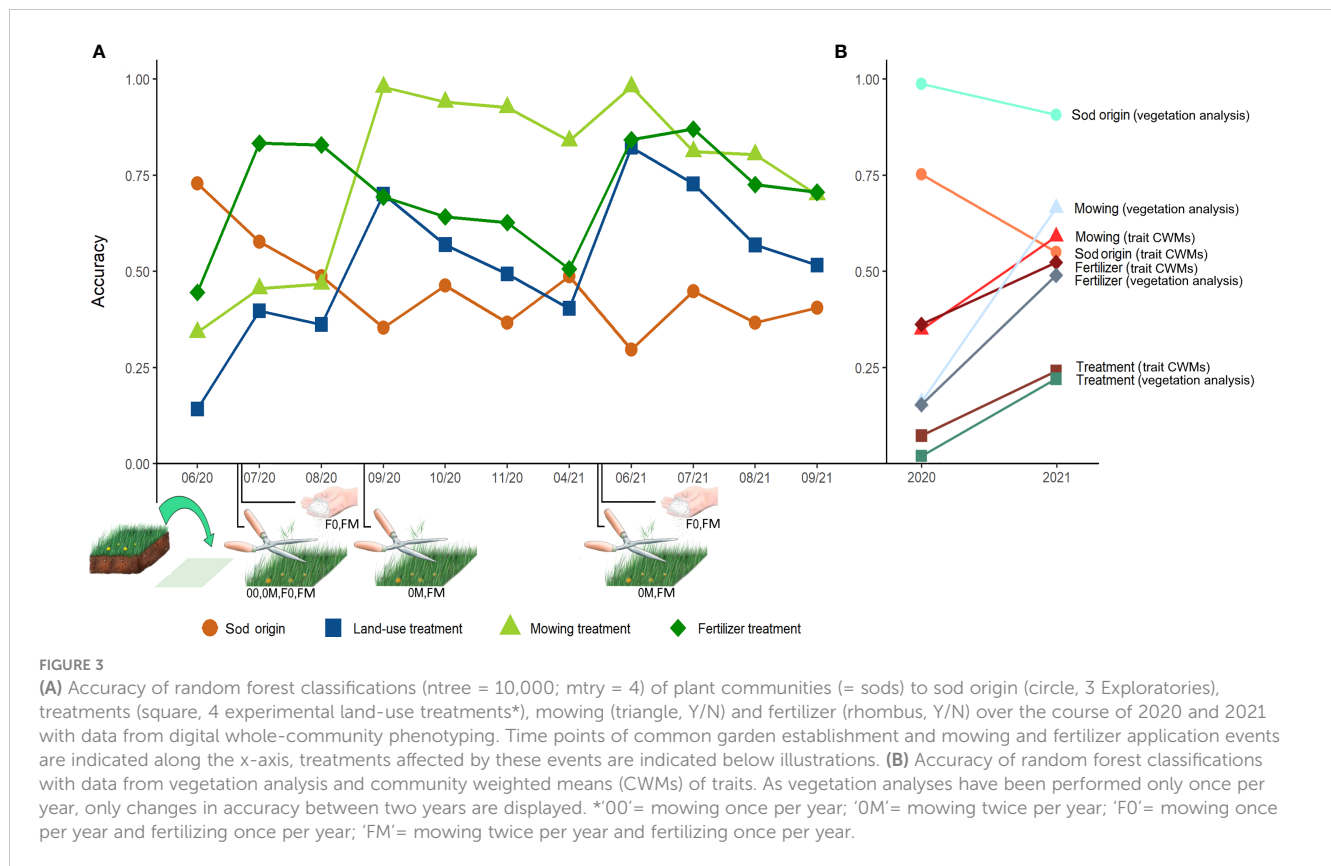 A
B
1.00
0.75
0.50
0.25
0.00
Accuracy
06/20 07/20 08/20 09/20 10/20 11/20 04/21 06/21 07/21 08/21 09/21
F0,FM
F0,FM
00,0M,F0,FM
0M,FM
0M,FM
Sod origin Land-use treatment Mowing treatment Fertilizer treatment
1.00
0.75
0.50
0.25
Sod origin (vegetation analysis)
Mowing (vegetation analysis)
Mowing (trait CWMs)
Sod origin (trait CWMs)
Fertilizer (trait CWMs)
Fertilizer (vegetation analysis)
Treatment (trait CWMs)
Treatment (vegetation analysis)
2020 2021
FIGURE 3
(A) Accuracy of random forest classifications (ntree = 10,000; mtry = 4) of plant communities (= sods) to sod origin (circle, 3 Exploratories),
treatments (square, 4 experimental land-use treatments*), mowing (triangle, Y/N) and fertilizer (rhombus, Y/N) over the course of 2020 and 2021
with data from digital whole-community phenotyping. Time points of common garden establishment and mowing and fertilizer application events
are indicated along the x-axis, treatments affected by these events are indicated below illustrations. (B) Accuracy of random forest classifications
with data from vegetation analysis and community weighted means (CWMs) of traits. As vegetation analyses have been performed only once per
year, only changes in accuracy between two years are displayed. *'00'= mowing once per year; '0M'= mowing twice per year; 'F0'= mowing once
per year and fertilizing once per year; 'FM'= mowing twice per year and fertilizing once per year.